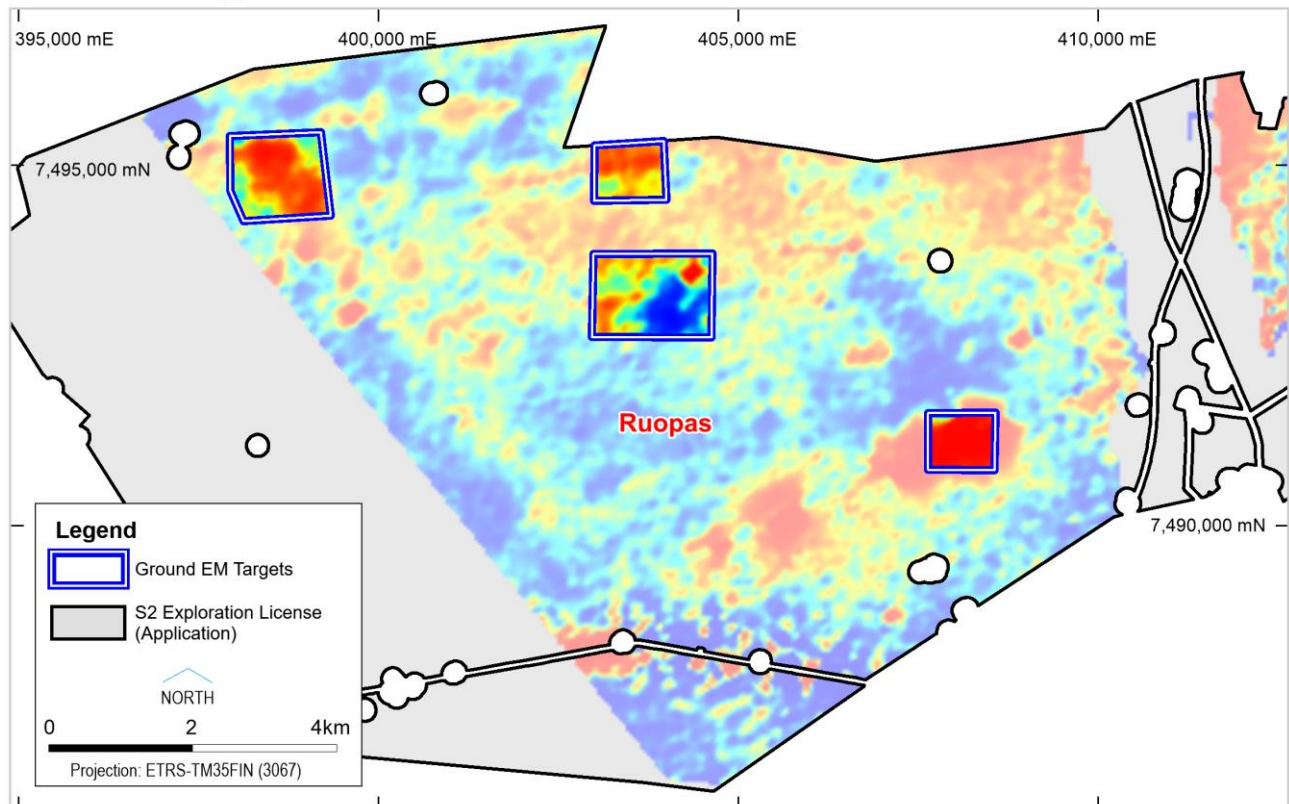 395,000 mE
400,000 mE
405,000 mE
410,000 mE
7,495,000 mN
Ruopas
7,490,000 mN
Legend
Ground EM Targets
S2 Exploration License
(Application)
NORTH
0 2 4km
Projection: ETRS-TM35FIN (3067)